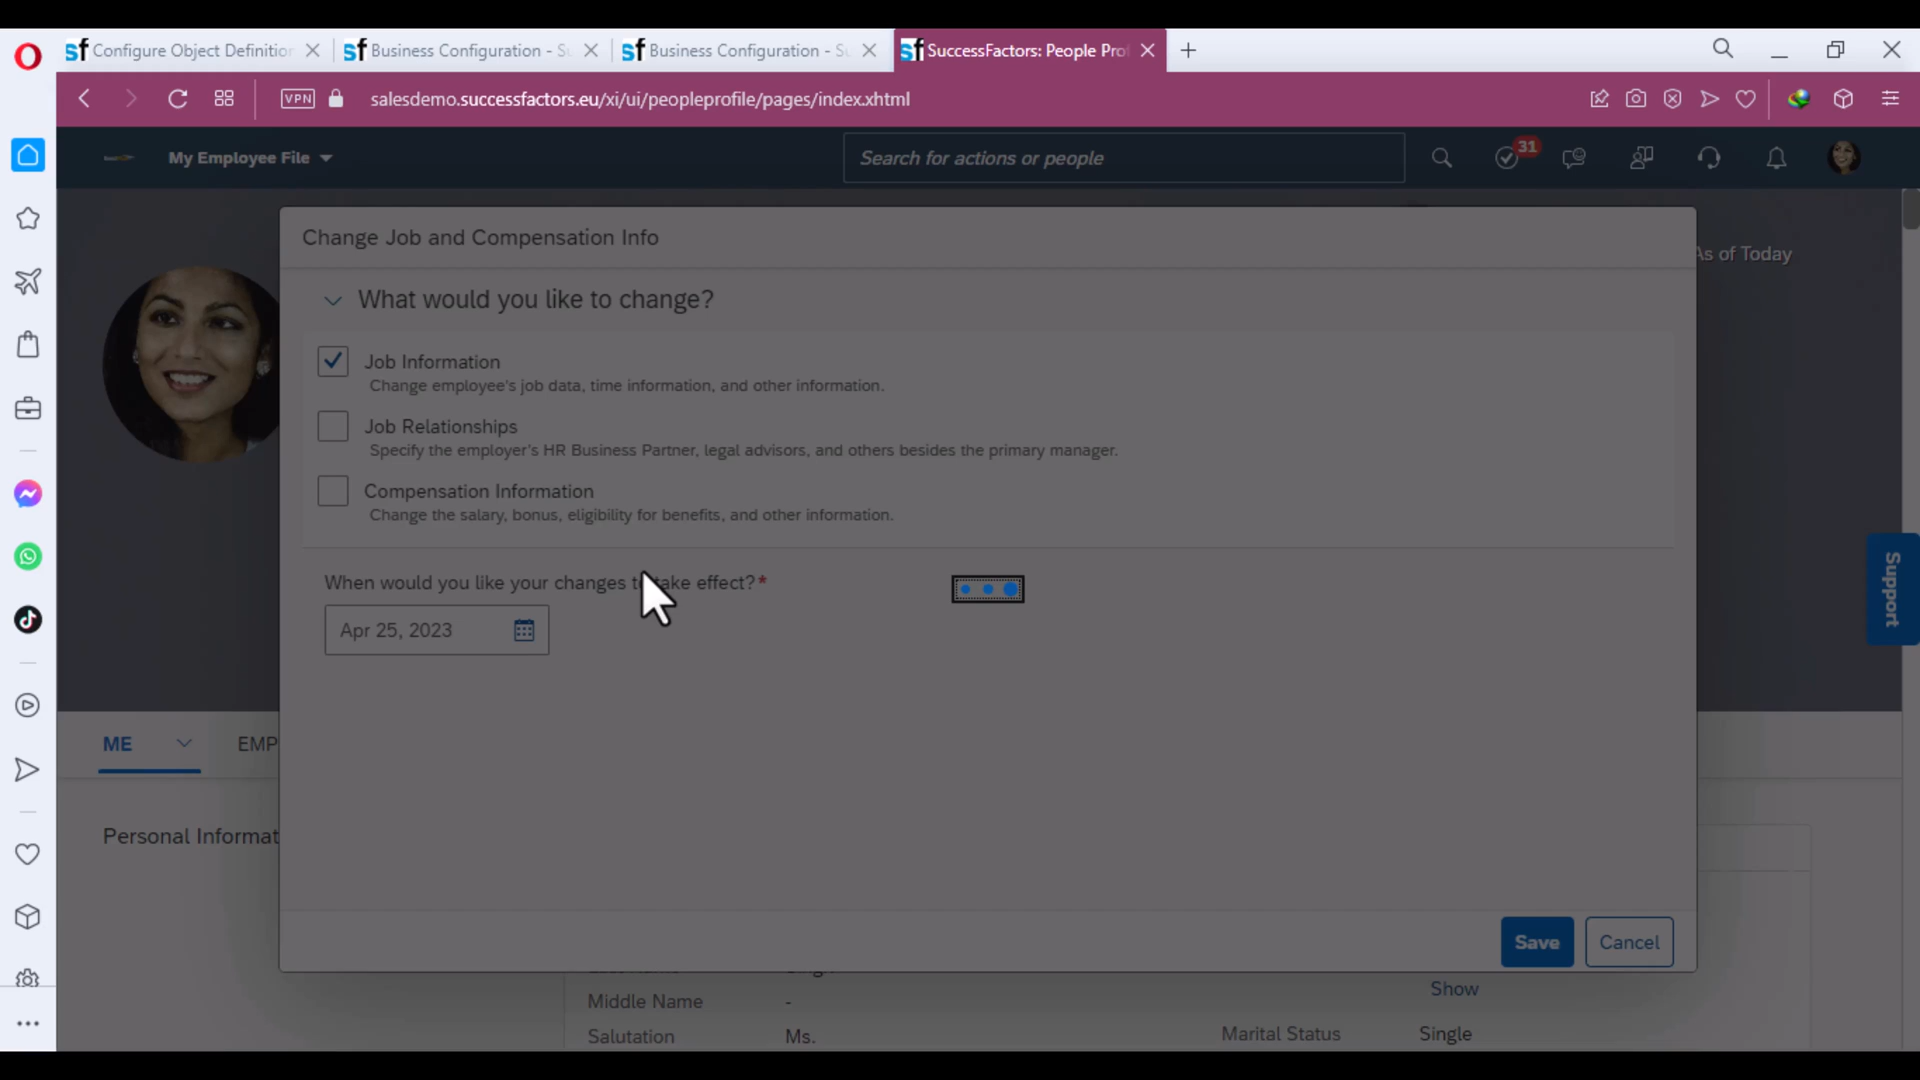 Configure Object Definition
Business Configuration - Su
Business Configuration - Su
SuccessFactors: People Pro
VPN
salesdemo.successfactors.eu/xi/ui/peopleprofile/pages/index.xhtml
My Employee File
Search for actions or people
31
Change Job and Compensation Info
As of Today
What would you like to change?
Job Information
Change employee's job data, time information, and other information.
Job Relationships
Specify the employer's HR Business Partner, legal advisors, and others besides the primary manager.
Compensation Information
Change the salary, bonus, eligibility for benefits, and other information.
When would you like your changes to take effect?*
Apr 25, 2023
Support
ME
EMP
Personal Informat
Save
Cancel
Show
Middle Name -
Salutation Ms.
Marital Status Single